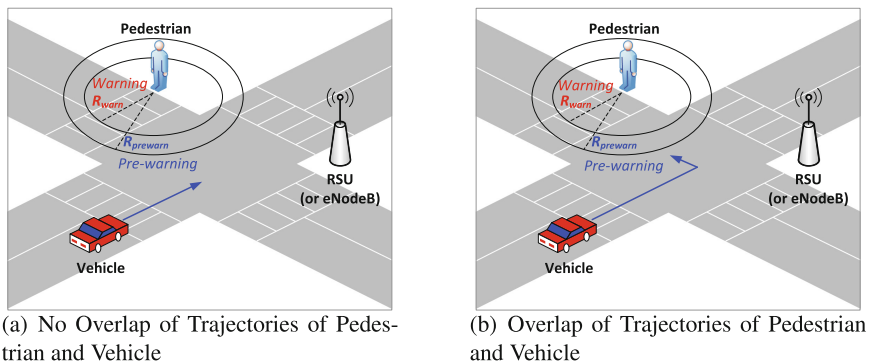 Pedestrian
Warning
Rwarn
Rprewarn
Pre-warning
RSU
(or eNodeB)
Vehicle
(a) No Overlap of Trajectories of Pedes-
trian and Vehicle
Pedestrian
Warning
Rwarn
Rprewarn
Pre-warning
RSU
(or eNodeB)
Vehicle
(b) Overlap of Trajectories of Pedestrian
and Vehicle